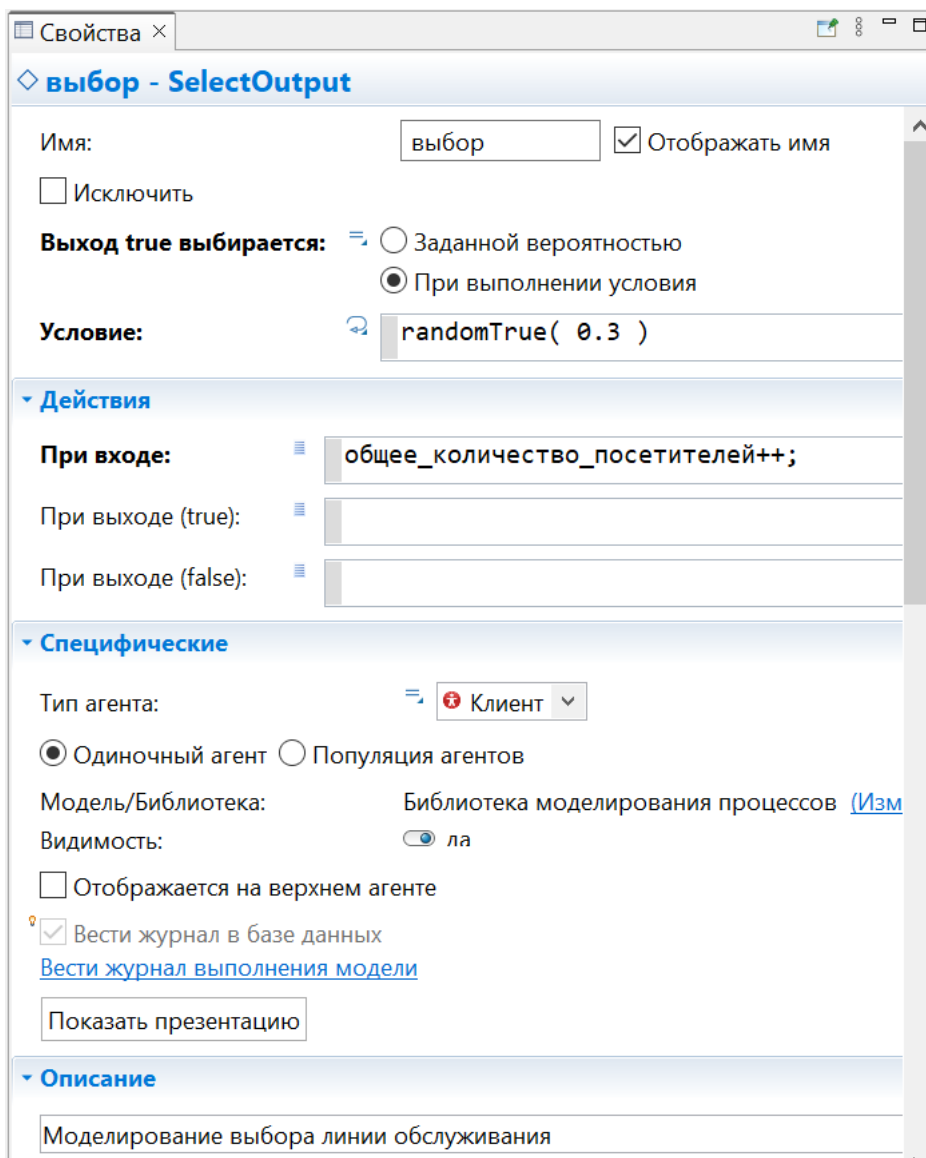 Свойства
выбор - SelectOutput
Имя: выбор Отображать имя
Исключить
Выход true выбирается: Заданной вероятностью
При выполнении условия
Условие: randomTrue( 0.3 )
Действия
При входе: общее_количество_посетителей++;
При выходе (true):
При выходе (false):
Специфические
Тип агента: Клиент
Одиночный агент Популяция агентов
Модель/Библиотека: Библиотека моделирования процессов (Изм
Видимость: да
Отображается на верхнем агенте
Вести журнал в базе данных
Вести журнал выполнения модели
Показать презентацию
Описание
Моделирование выбора линии обслуживания